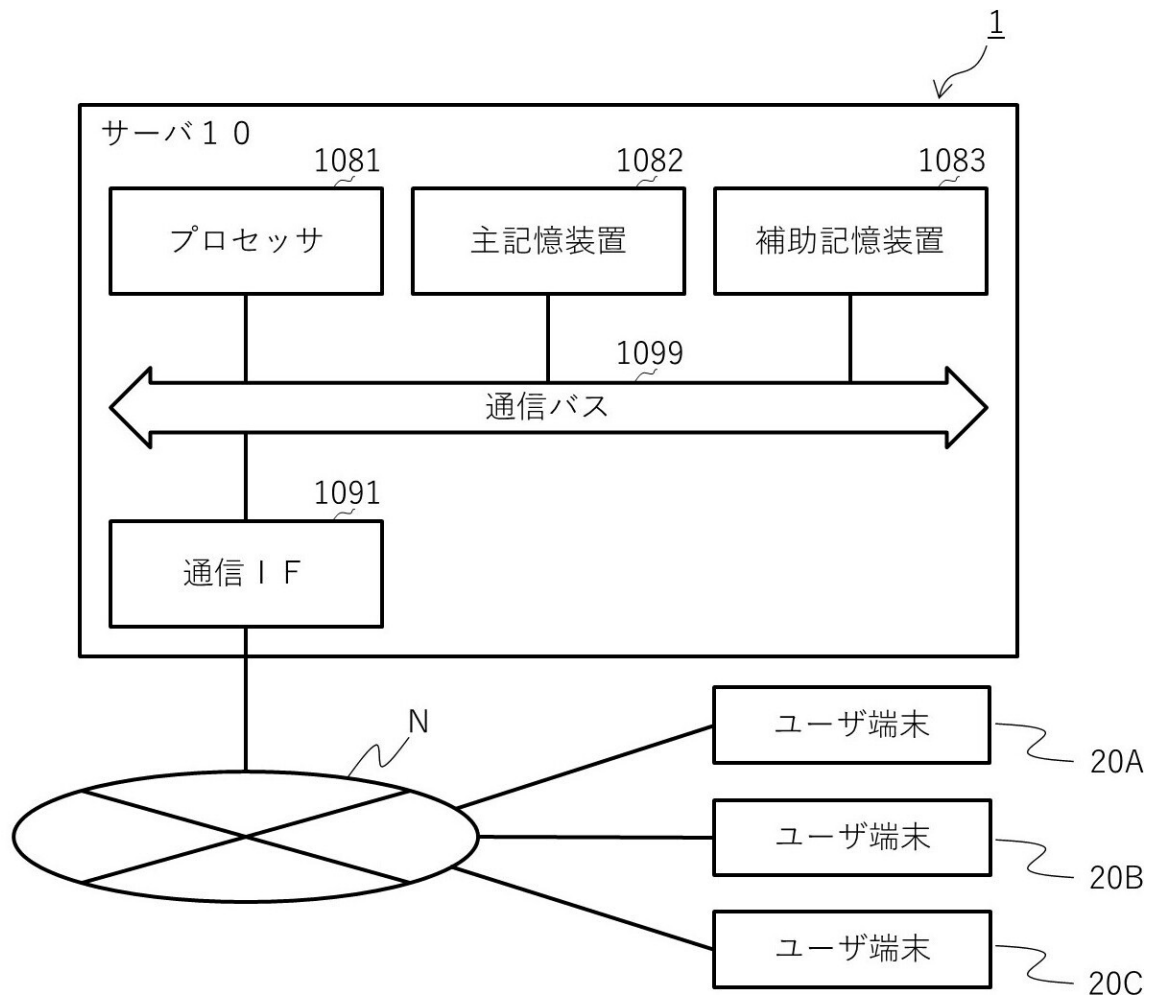 1
サーバ１０
1081
1082
1083
プロセッサ
主記憶装置
補助記憶装置
1099
通信バス
1091
通信ＩＦ
N
ユーザ端末
20A
ユーザ端末
20B
ユーザ端末
20C